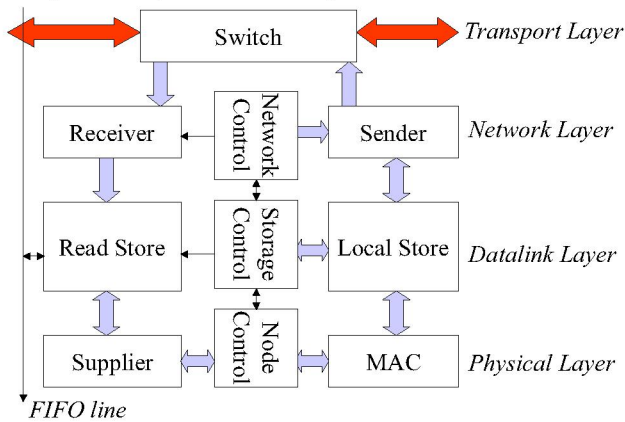 Switch
Transport Layer
Receiver
Network
Control
Sender
Network Layer
Read Store
Storage
Control
Local Store
Datalink Layer
Supplier
Node
Control
MAC
Physical Layer
FIFO line